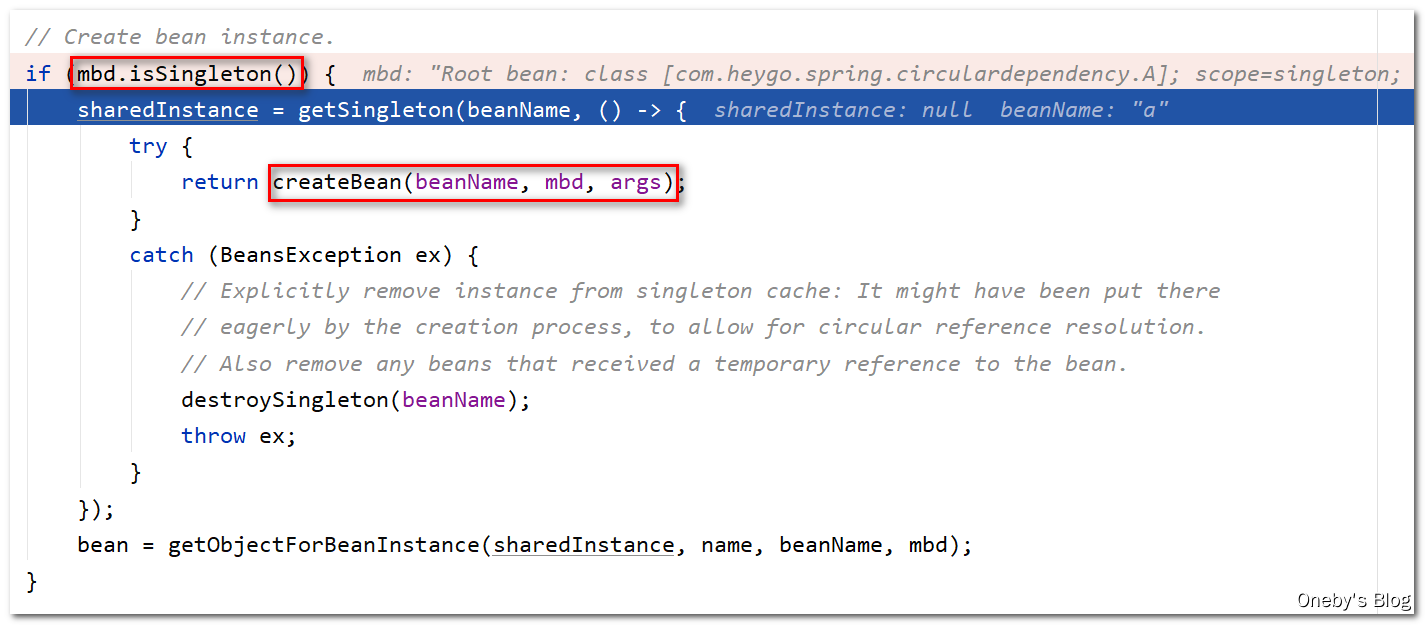 // Create bean instance.
if (mbd.isSingleton()) {  mbd: "Root bean: class [com.heygo.spring.circulardependency.A]; scope=singleton;
sharedInstance = getSingleton(beanName, () -> {  sharedInstance: null  beanName: "a"
try {
return createBean(beanName, mbd, args);
}
catch (BeansException ex) {
// Explicitly remove instance from singleton cache: It might have been put there
// eagerly by the creation process, to allow for circular reference resolution.
// Also remove any beans that received a temporary reference to the bean.
destroySingleton(beanName);
throw ex;
}
});
bean = getObjectForBeanInstance(sharedInstance, name, beanName, mbd);
}
Oneby's Blog